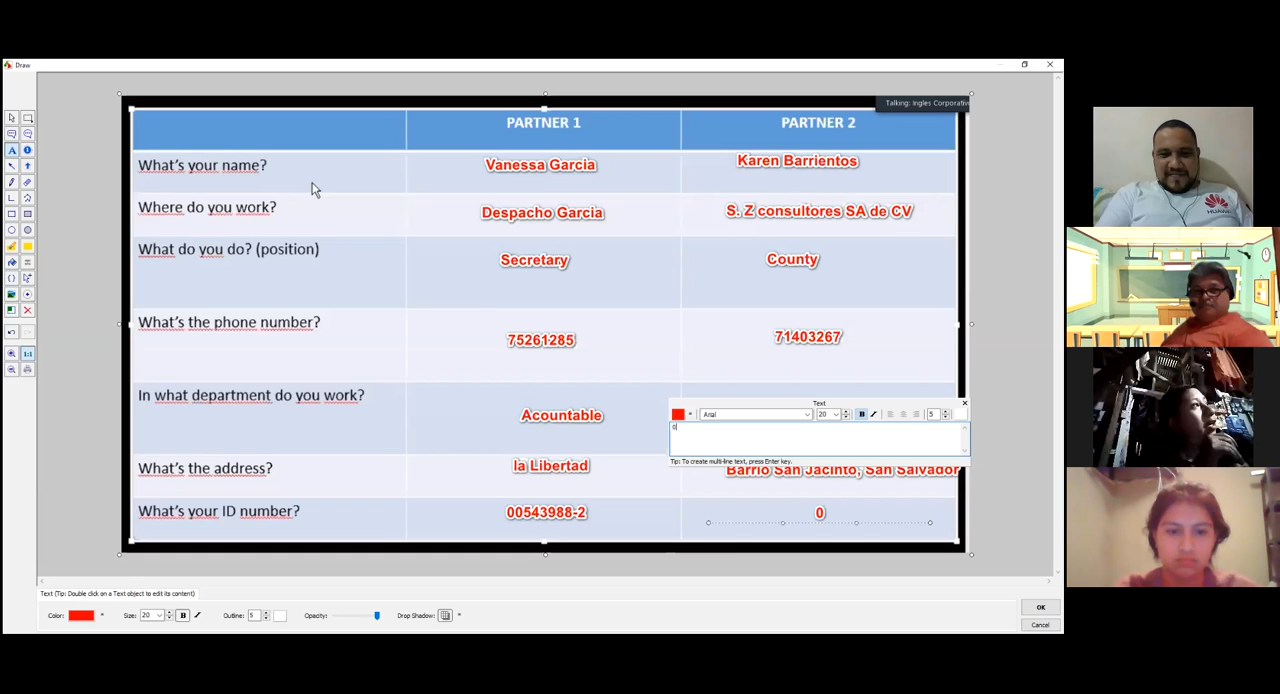 Draw
Talking: Ingles Corporativ
PARTNER 1 PARTNER 2
What's your name? Vanessa Garcia Karen Barrientos
Where do you work? Despacho Garcia S. Z consultores SA de CV
What do you do? (position) Secretary County
What's the phone number? 75261285 71403267
In what department do you work? Acountable
Text
Arial 20 B 5
0
Tip: To create multi-line text, press Enter key.
What's the address? la Libertad Barrio San Jacinto, San Salvador
What's your ID number? 00543988-2 0
Text (Tip: Double click on a Text object to edit its content)
Color: Size: 20 B Outline: 5 Opacity: Drop Shadow:
OK
Cancel
1:1
HUAWEI